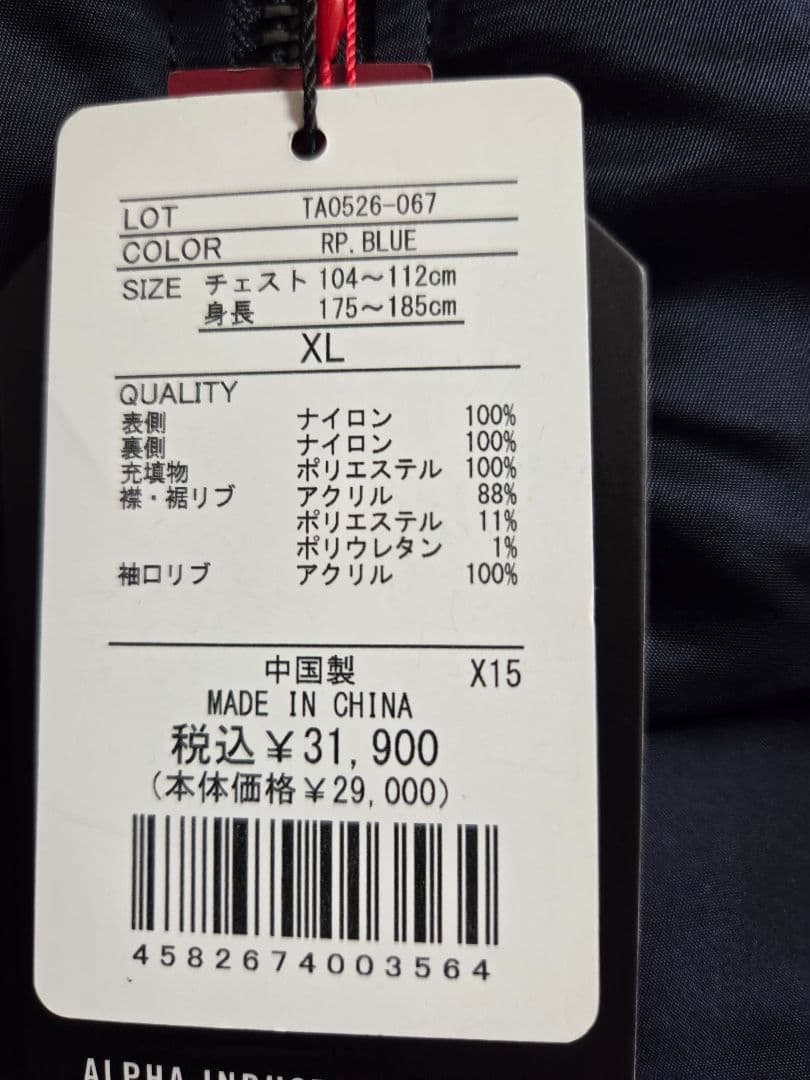 LOT TA0526-067
COLOR RP.BLUE
SIZE チェスト 104～112cm
身長 175～185cm
XL
QUALITY
表側 ナイロン 100%
裏側 ナイロン 100%
充填物 ポリエステル 100%
襟・裾リブ アクリル 88%
ポリエステル 11%
ポリウレタン 1%
袖口リブ アクリル 100%
中国製 X15
MADE IN CHINA
税込￥31,900
(本体価格￥29,000)
4582674003564
ALPHA